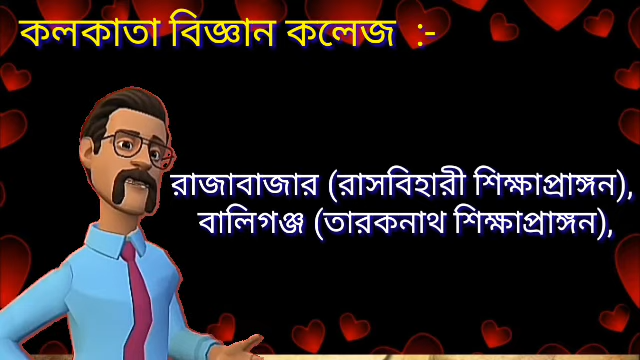 কলকাতা বিজ্ঞান কলেজ :-
রাজাবাজার (রাসবিহারী শিক্ষাপ্রাঙ্গন),
বালিগঞ্জ (তারকনাথ শিক্ষাপ্রাঙ্গন),